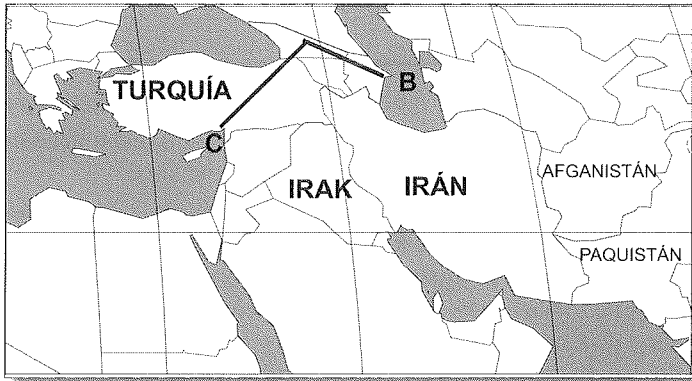 B
TURQUÍA
C
AFGANISTÁN
IRAK
IRÁN
PAQUISTÁN